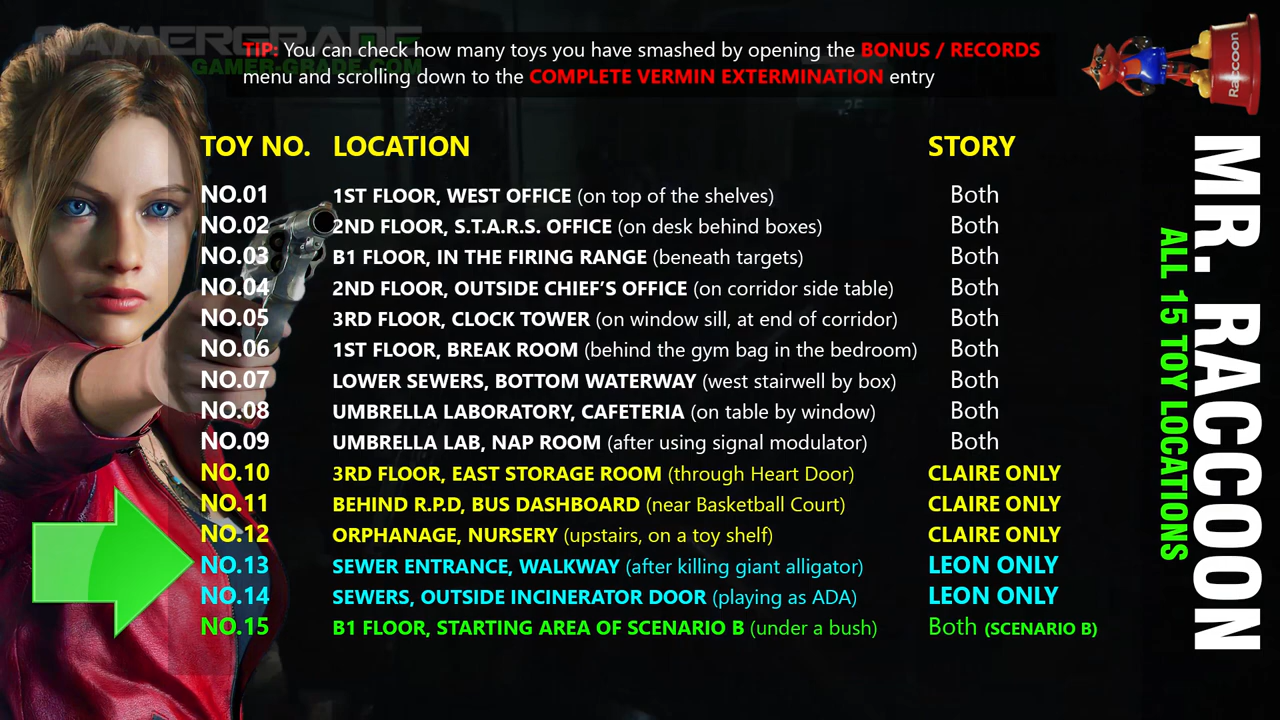 GAMERGRADE
GAMER-GRADE.COM
TIP: You can check how many toys you have smashed by opening the BONUS / RECORDS
menu and scrolling down to the COMPLETE VERMIN EXTERMINATION entry
Raccoon
TOY NO. LOCATION STORY
NO.01 1ST FLOOR, WEST OFFICE (on top of the shelves) Both
NO.02 2ND FLOOR, S.T.A.R.S. OFFICE (on desk behind boxes) Both
NO.03 B1 FLOOR, IN THE FIRING RANGE (beneath targets) Both
NO.04 2ND FLOOR, OUTSIDE CHIEF’S OFFICE (on corridor side table) Both
NO.05 3RD FLOOR, CLOCK TOWER (on window sill, at end of corridor) Both
NO.06 1ST FLOOR, BREAK ROOM (behind the gym bag in the bedroom) Both
NO.07 LOWER SEWERS, BOTTOM WATERWAY (west stairwell by box) Both
NO.08 UMBRELLA LABORATORY, CAFETERIA (on table by window) Both
NO.09 UMBRELLA LAB, NAP ROOM (after using signal modulator) Both
NO.10 3RD FLOOR, EAST STORAGE ROOM (through Heart Door) CLAIRE ONLY
NO.11 BEHIND R.P.D, BUS DASHBOARD (near Basketball Court) CLAIRE ONLY
NO.12 ORPHANAGE, NURSERY (upstairs, on a toy shelf) CLAIRE ONLY
NO.13 SEWER ENTRANCE, WALKWAY (after killing giant alligator) LEON ONLY
NO.14 SEWERS, OUTSIDE INCINERATOR DOOR (playing as ADA) LEON ONLY
NO.15 B1 FLOOR, STARTING AREA OF SCENARIO B (under a bush) Both (SCENARIO B)
MR. RACCOON
ALL 15 TOY LOCATIONS